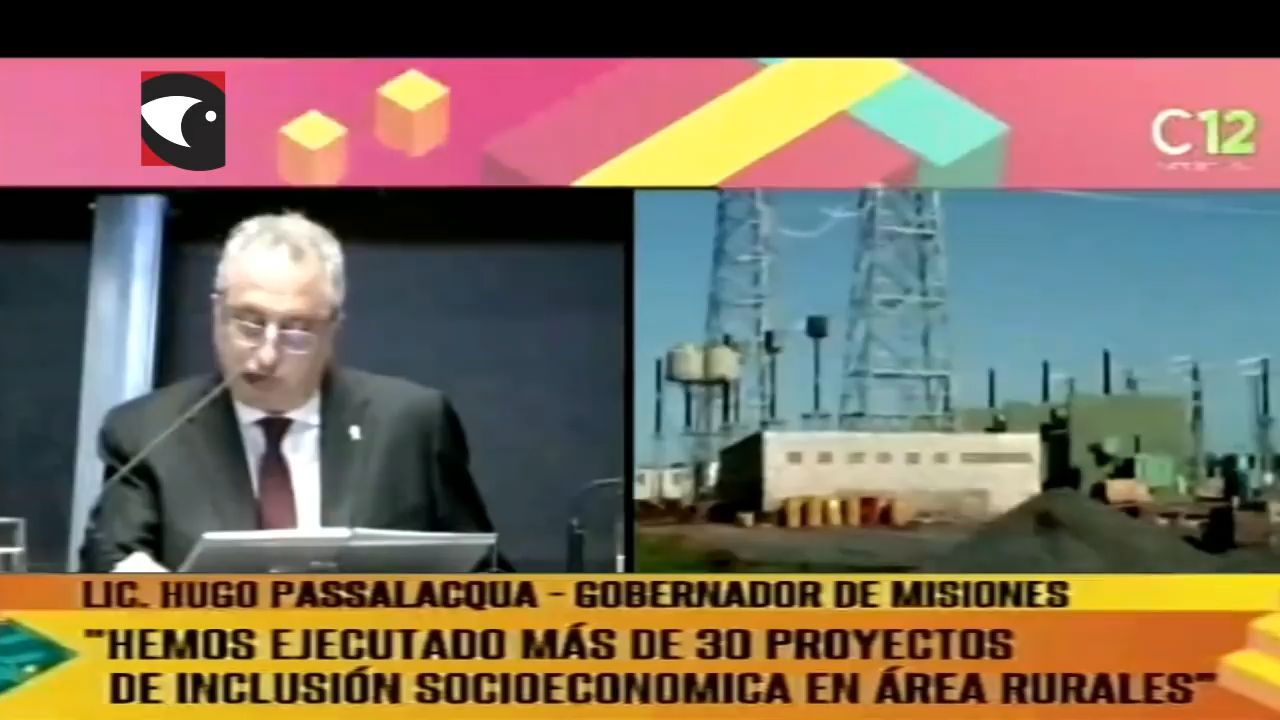 C12
LIC. HUGO PASSALACQUA - GOBERNADOR DE MISIONES
"HEMOS EJECUTADO MÁS DE 30 PROYECTOS
DE INCLUSIÓN SOCIOECONOMICA EN ÁREA RURALES"